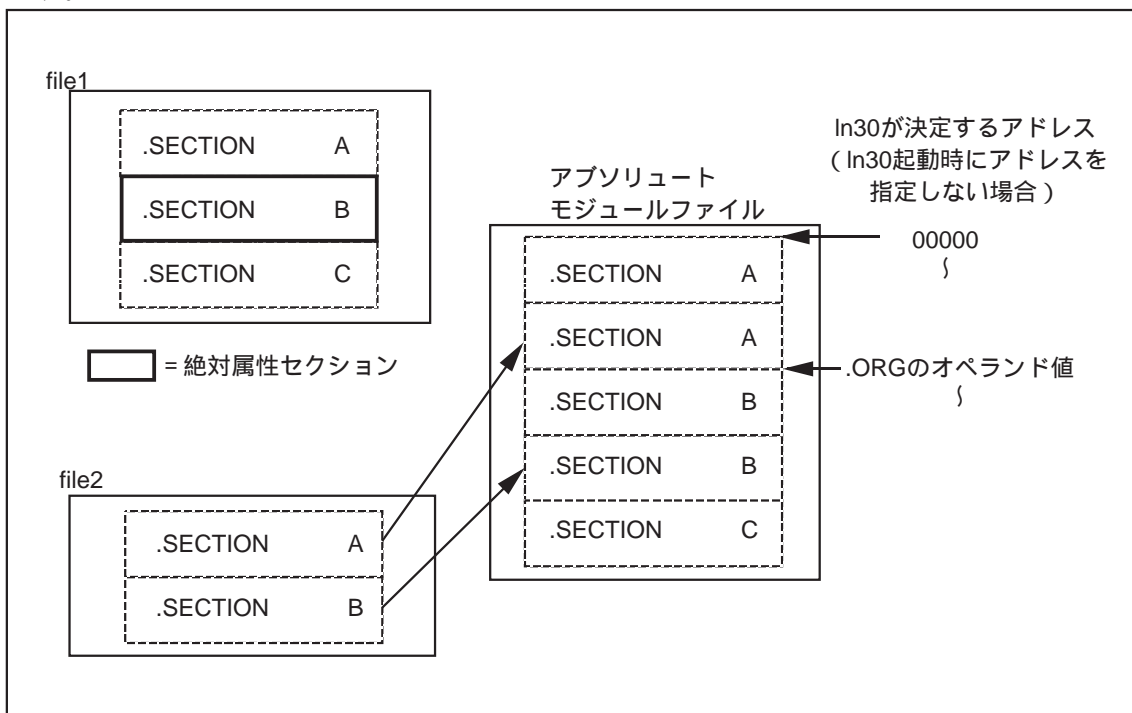 file1
.SECTION A
.SECTION B
.SECTION C
= 絶対属性セクション
file2
.SECTION A
.SECTION B
アブソリュート
モジュールファイル
.SECTION A
.SECTION A
.SECTION B
.SECTION B
.SECTION C
ln30が決定するアドレス
(ln30起動時にアドレスを
指定しない場合)
00000
~
.ORGのオペランド値
~